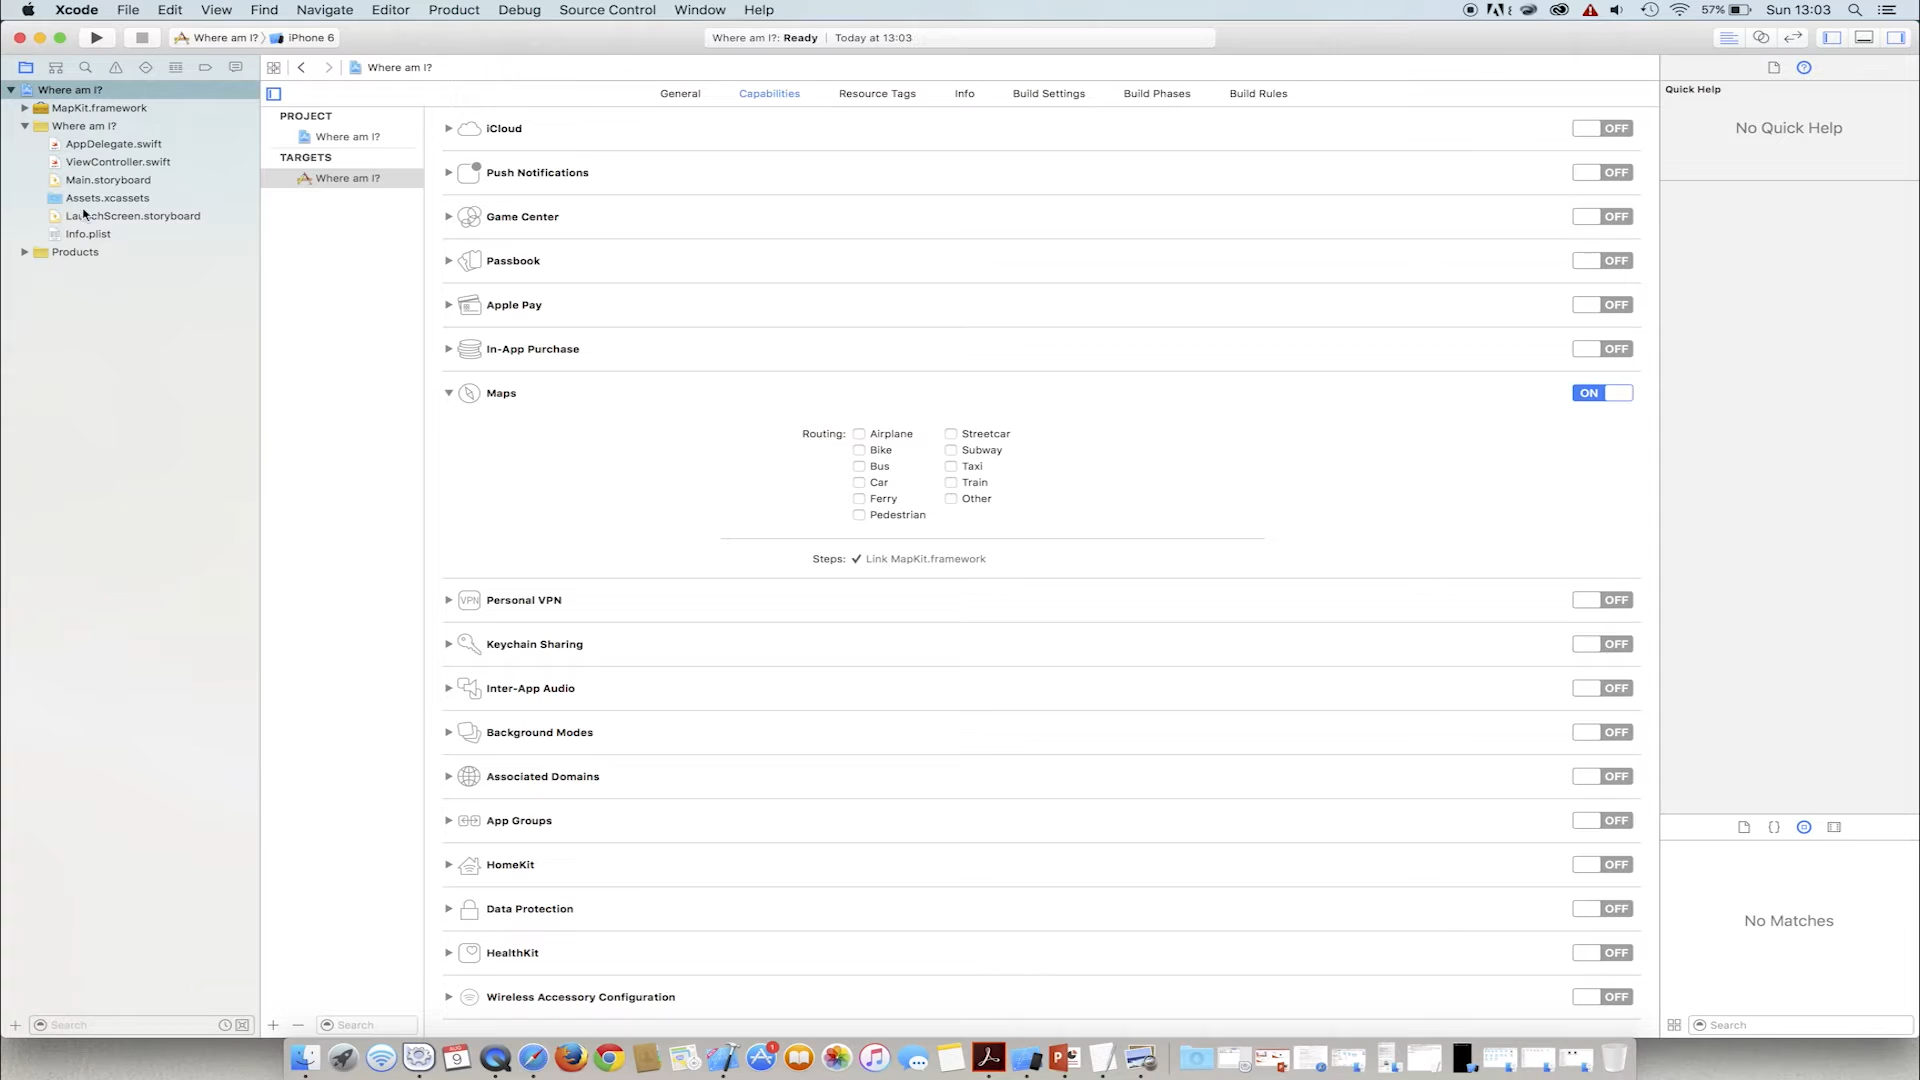 Xcode File Edit View Find Navigate Editor Product Debug Source Control Window Help 57% Sun 13:03
Where am I? iPhone 6 Where am I?: Ready Today at 13:03
Where am I?
Where am I?
MapKit.framework
Where am I?
AppDelegate.swift
ViewController.swift
Main.storyboard
Assets.xcassets
LaunchScreen.storyboard
Info.plist
Products
Search
General Capabilities Resource Tags Info Build Settings Build Phases Build Rules
PROJECT
Where am I?
TARGETS
Where am I?
Search
iCloud OFF
Push Notifications OFF
Game Center OFF
Passbook OFF
Apple Pay OFF
In-App Purchase OFF
Maps ON
Routing: Airplane Streetcar
Bike Subway
Bus Taxi
Car Train
Ferry Other
Pedestrian
Steps: ✓ Link MapKit.framework
VPN Personal VPN OFF
Keychain Sharing OFF
Inter-App Audio OFF
Background Modes OFF
Associated Domains OFF
App Groups OFF
HomeKit OFF
Data Protection OFF
HealthKit OFF
Wireless Accessory Configuration OFF
Quick Help
No Quick Help
No Matches
Search
9
1